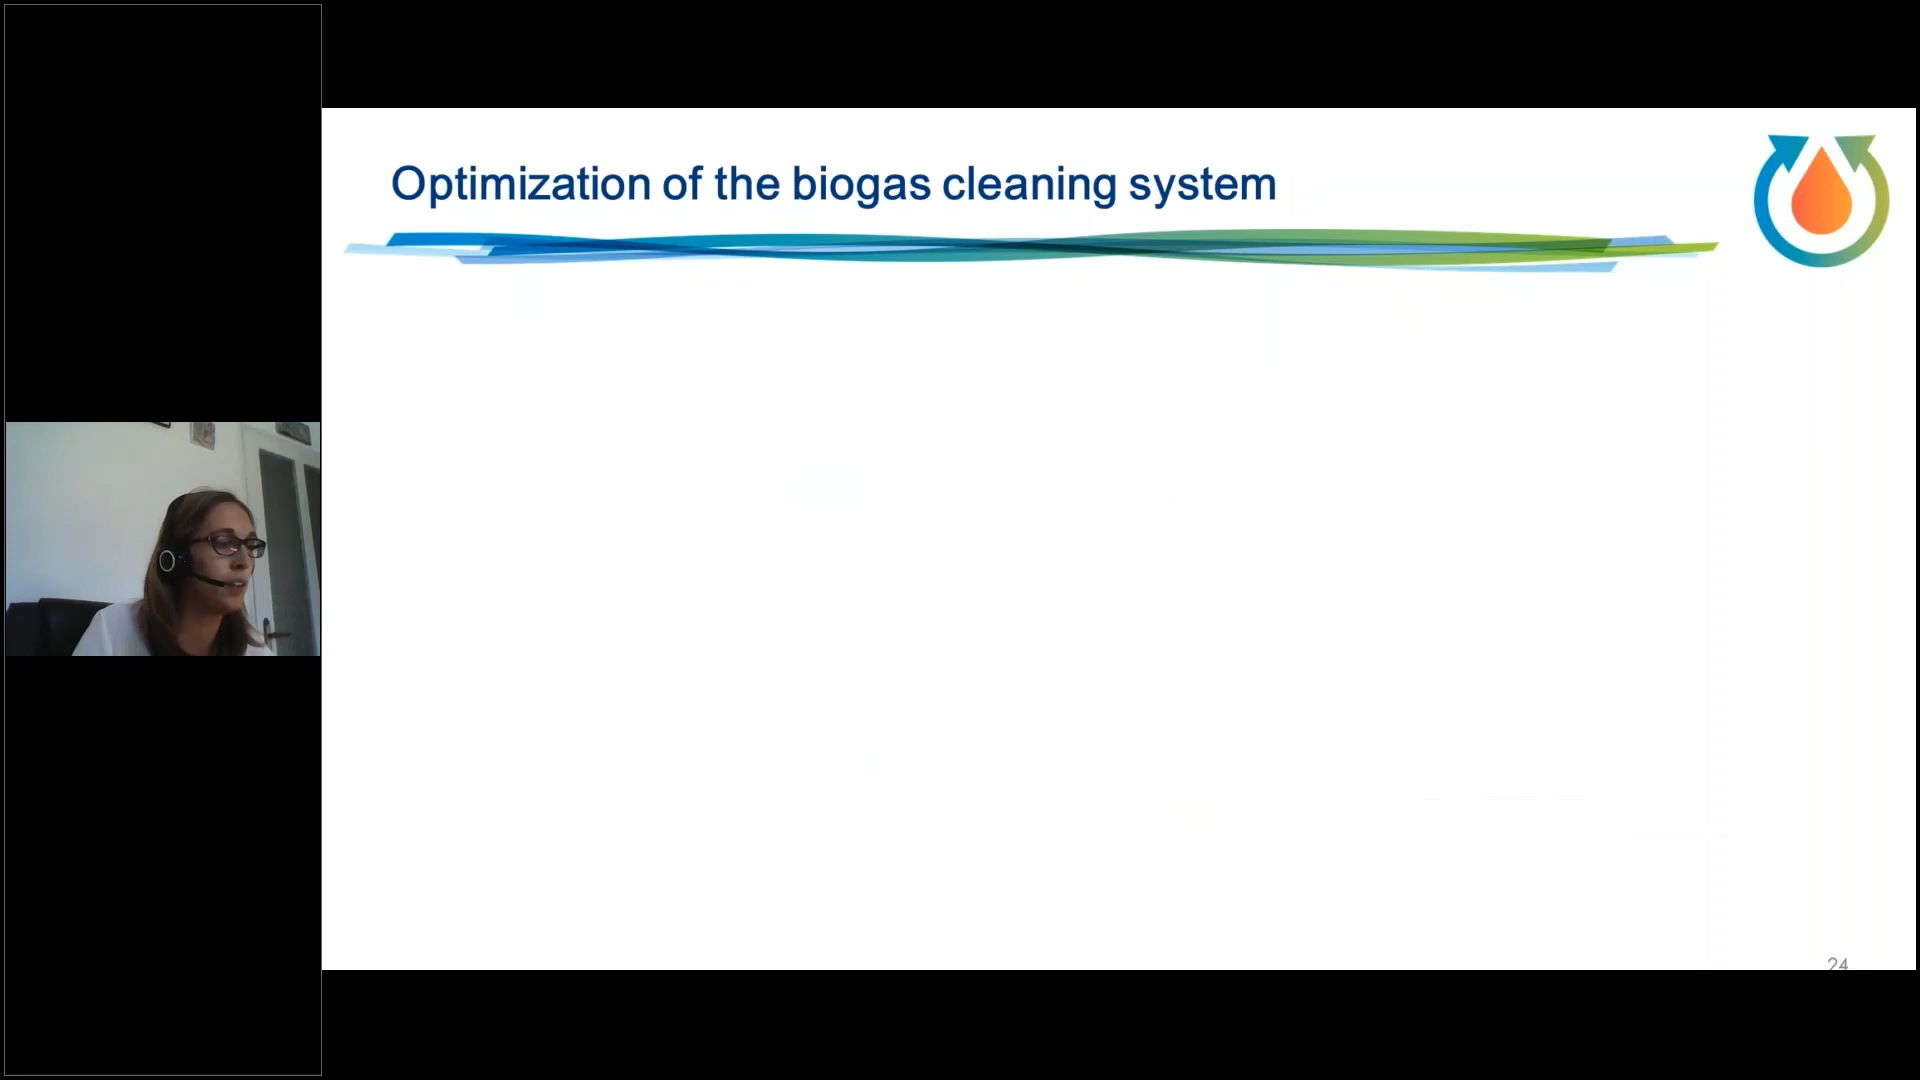 Optimization of the biogas cleaning system
24